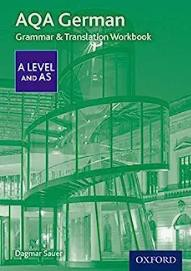 AQA German
Grammar & Translation Workbook
A LEVEL
AND AS
Dagmar Sauer
OXFORD